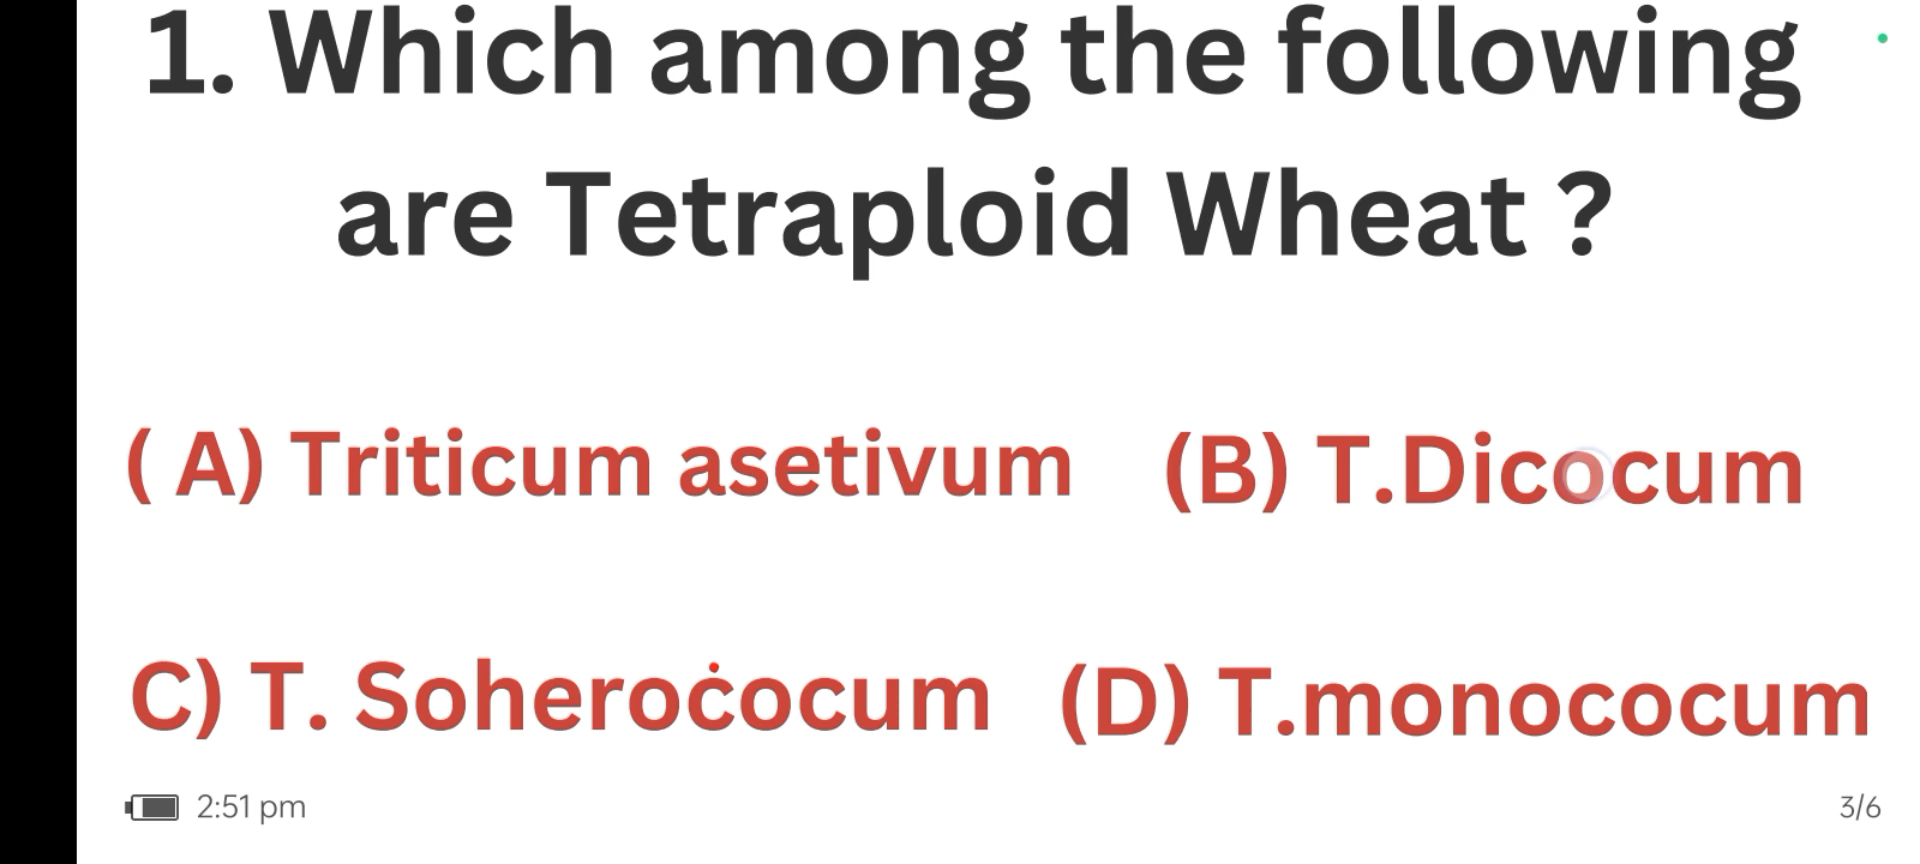 1. Which among the following
are Tetraploid Wheat ?
( A) Triticum asetivum (B) T.Dicocum
C) T. Soherococum (D) T.monococum
2:51 pm 3/6